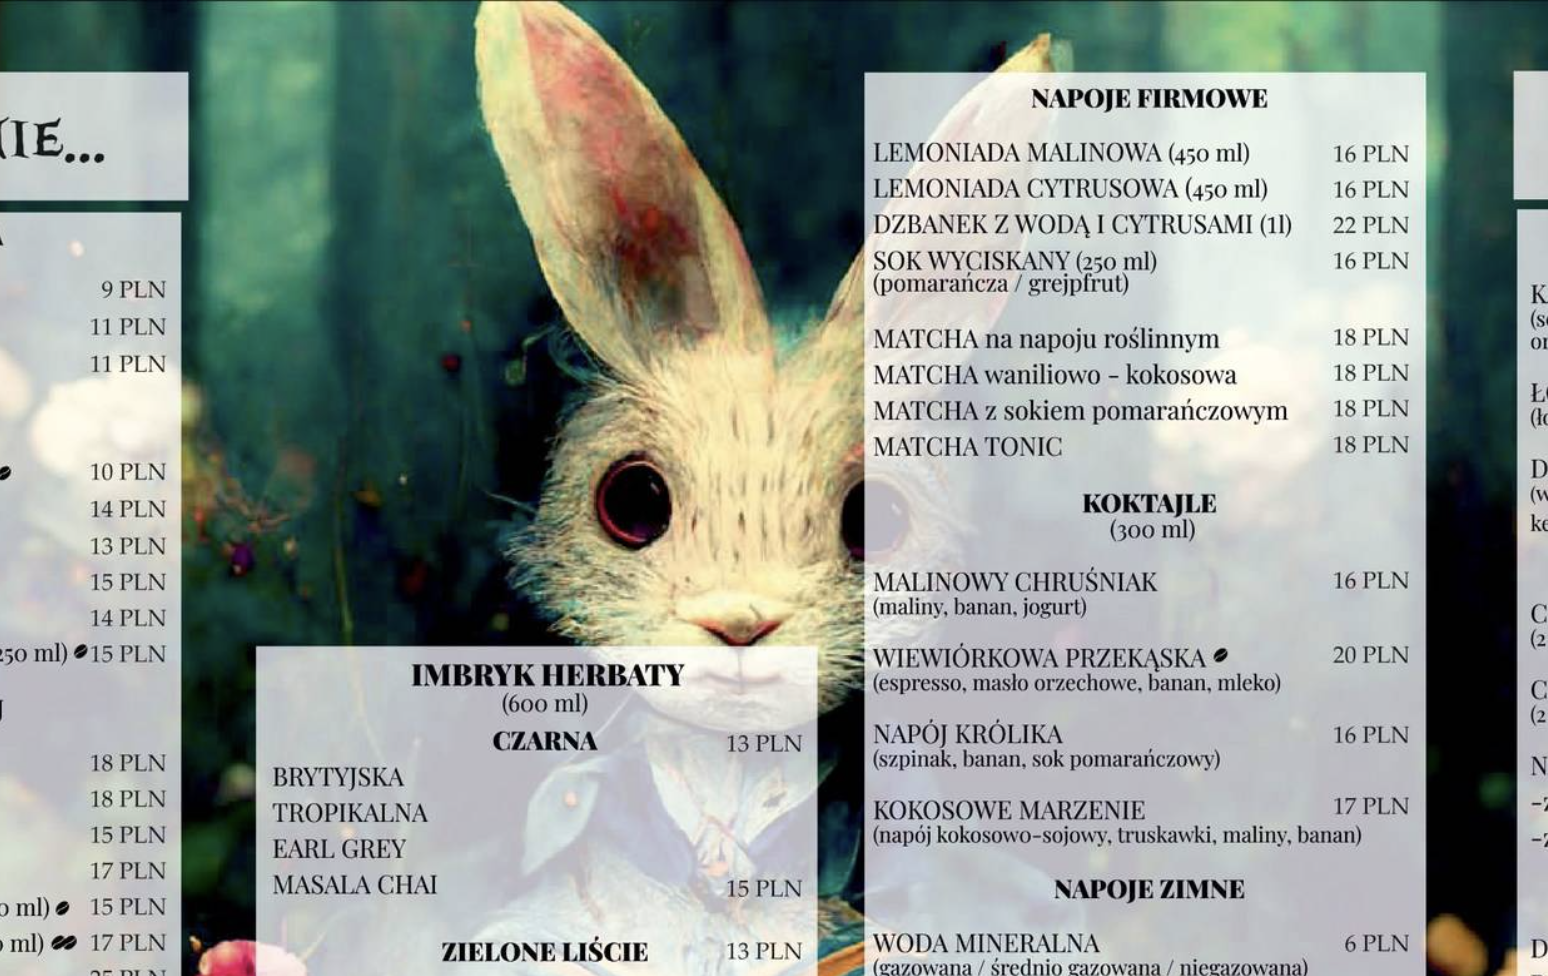 IE...
9 PLN
11 PLN
11 PLN
10 PLN
14 PLN
13 PLN
15 PLN
14 PLN
250 ml) 15 PLN
18 PLN
18 PLN
15 PLN
17 PLN
ml) 15 PLN
ml) 17 PLN
IMBRYK HERBATY
(600 ml)
CZARNA 13 PLN
BRYTYJSKA
TROPIKALNA
EARL GREY
MASALA CHAI 15 PLN
ZIELONE LIŚCIE 13 PLN
NAPOJE FIRMOWE
LEMONIADA MALINOWA (450 ml) 16 PLN
LEMONIADA CYTRUSOWA (450 ml) 16 PLN
DZBANEK Z WODĄ I CYTRUSAMI (1l) 22 PLN
SOK WYCISKANY (250 ml) 16 PLN
(pomarańcza / grejpfrut)
MATCHA na napoju roślinnym 18 PLN
MATCHA waniliowo - kokosowa 18 PLN
MATCHA z sokiem pomarańczowym 18 PLN
MATCHA TONIC 18 PLN
KOKTAJLE
(300 ml)
MALINOWY CHRUŚNIAK 16 PLN
(maliny, banan, jogurt)
WIEWIÓRKOWA PRZEKĄSKA 20 PLN
(espresso, masło orzechowe, banan, mleko)
NAPÓJ KRÓLIKA 16 PLN
(szpinak, banan, sok pomarańczowy)
KOKOSOWE MARZENIE 17 PLN
(napój kokosowo-sojowy, truskawki, maliny, banan)
NAPOJE ZIMNE
WODA MINERALNA 6 PLN
(gazowana / średnio gazowana / niegazowana)